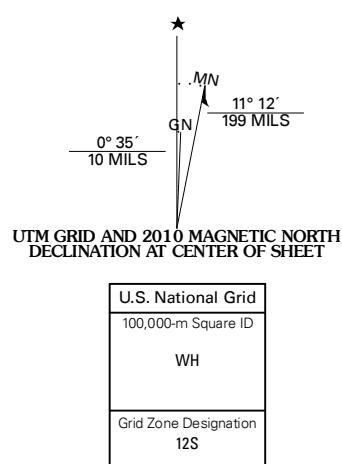 MN
11° 12´
199 MILS
GN
0° 35´
10 MILS
UTM GRID AND 2010 MAGNETIC NORTH
DECLINATION AT CENTER OF SHEET
U.S. National Grid
100,000-m Square ID
WH
Grid Zone Designation
12S